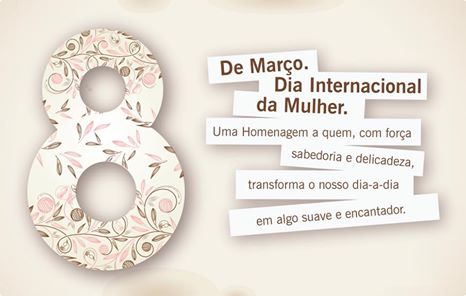 8
De Março.
Dia Internacional
da Mulher.
Uma Homenagem a quem, com força
sabedoria e delicadeza,
transforma o nosso dia-a-dia
em algo suave e encantador.